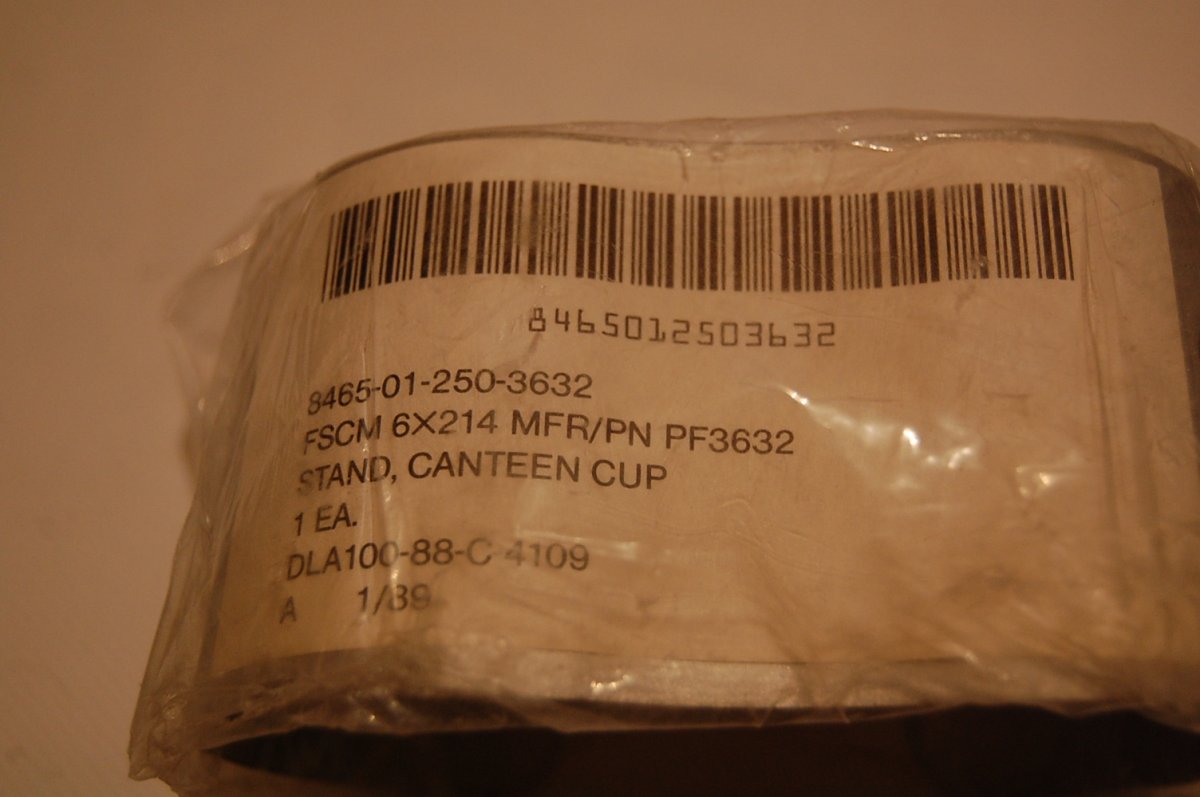 8465012503632
8465-01-250-3632
FSCM 6X214 MFR/PN PF3632
STAND, CANTEEN CUP
1 EA.
DLA100-88-C-4109
A 1/89